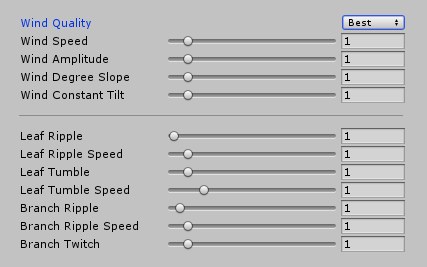 Wind Quality Best
Wind Speed 1
Wind Amplitude 1
Wind Degree Slope 1
Wind Constant Tilt 1
Leaf Ripple 1
Leaf Ripple Speed 1
Leaf Tumble 1
Leaf Tumble Speed 1
Branch Ripple 1
Branch Ripple Speed 1
Branch Twitch 1